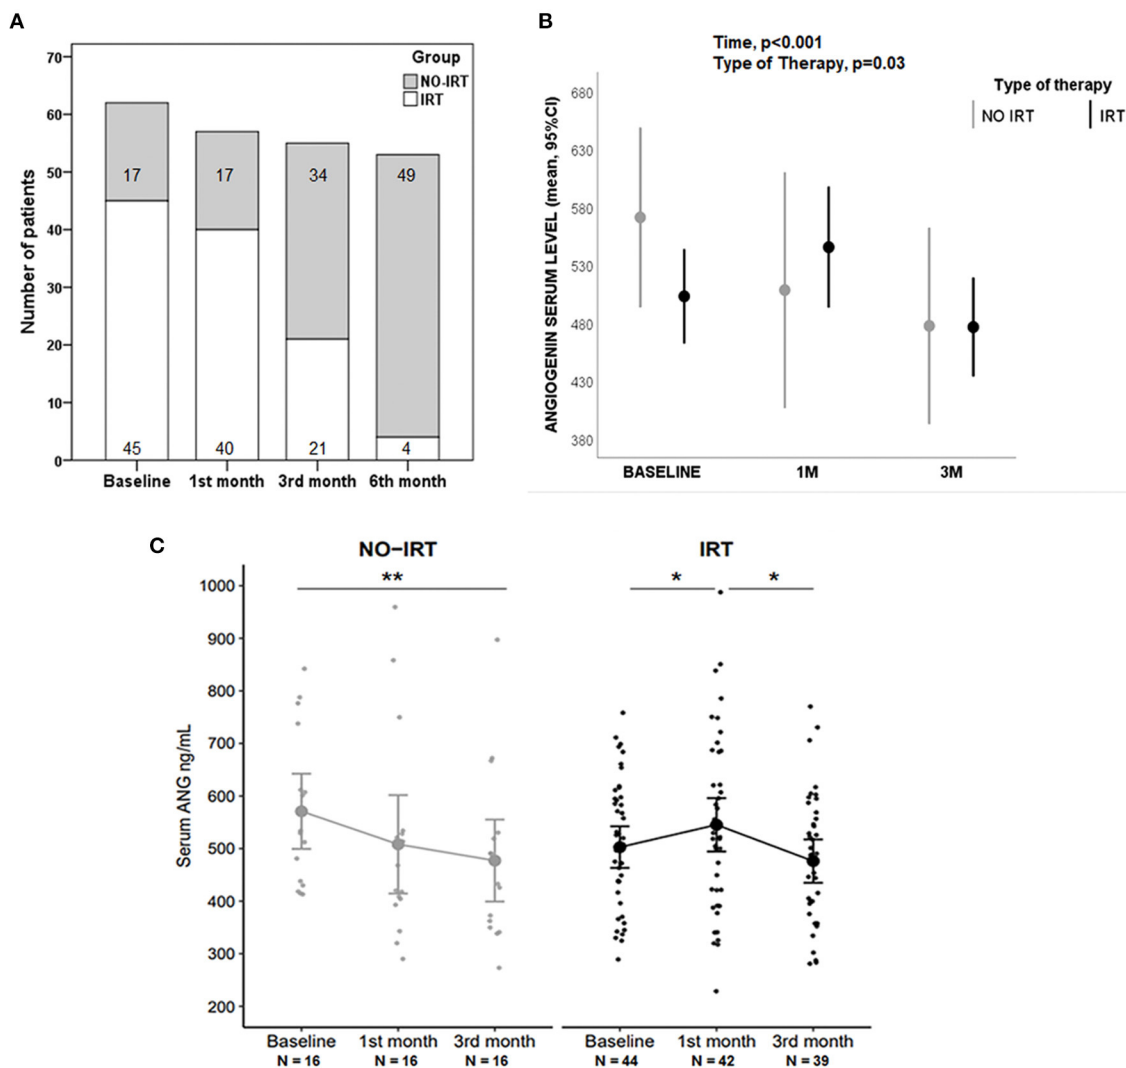 A
Number of patients
70
60
50
40
30
20
10
0
Group
NO-IRT
IRT
17
17
34
49
45
40
21
4
Baseline
1st month
3rd month
6th month
B
Time, p<0.001
Type of Therapy, p=0.03
Type of therapy
NO IRT
IRT
ANGIOGENIN SERUM LEVEL (mean, 95%CI)
680
630
580
530
480
430
380
BASELINE
1M
3M
C
NO−IRT
IRT
**
*
*
Serum ANG ng/mL
1000
900
800
700
600
500
400
300
200
Baseline
1st month
3rd month
Baseline
1st month
3rd month
N = 16
N = 16
N = 16
N = 44
N = 42
N = 39